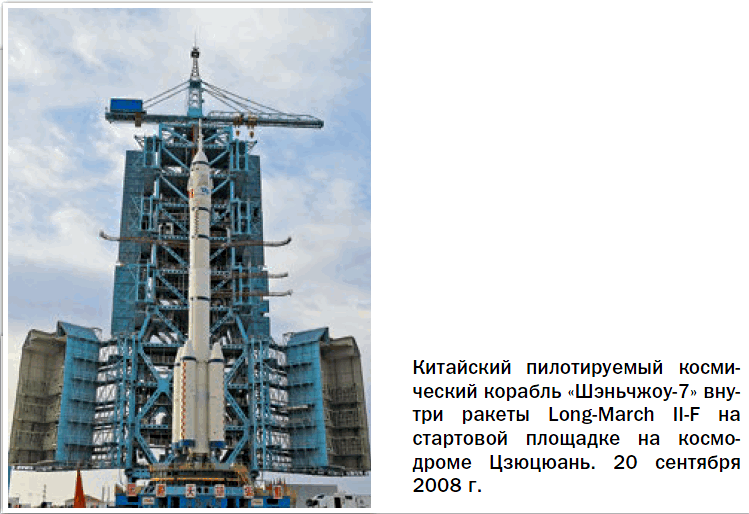 Китайский пилотируемый косми-
ческий корабль «Шэньчжоу-7» вну-
три ракеты Long-March II-F на
стартовой площадке на космо-
дроме Цзюцюань. 20 сентября
2008 г.